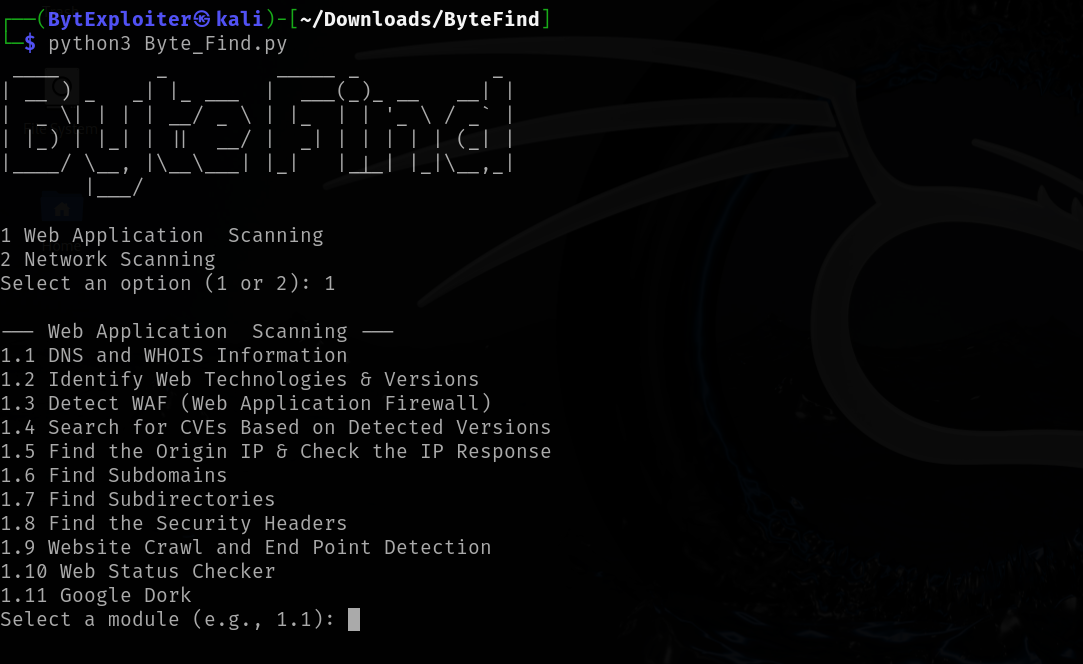 ┌──(BytExploiter㉿kali)-[~/Downloads/ByteFind]
└─$ python3 Byte_Find.py
Byte Find
1 Web Application  Scanning
2 Network Scanning
Select an option (1 or 2): 1
--- Web Application  Scanning ---
1.1 DNS and WHOIS Information
1.2 Identify Web Technologies & Versions
1.3 Detect WAF (Web Application Firewall)
1.4 Search for CVEs Based on Detected Versions
1.5 Find the Origin IP & Check the IP Response
1.6 Find Subdomains
1.7 Find Subdirectories
1.8 Find the Security Headers
1.9 Website Crawl and End Point Detection
1.10 Web Status Checker
1.11 Google Dork
Select a module (e.g., 1.1):